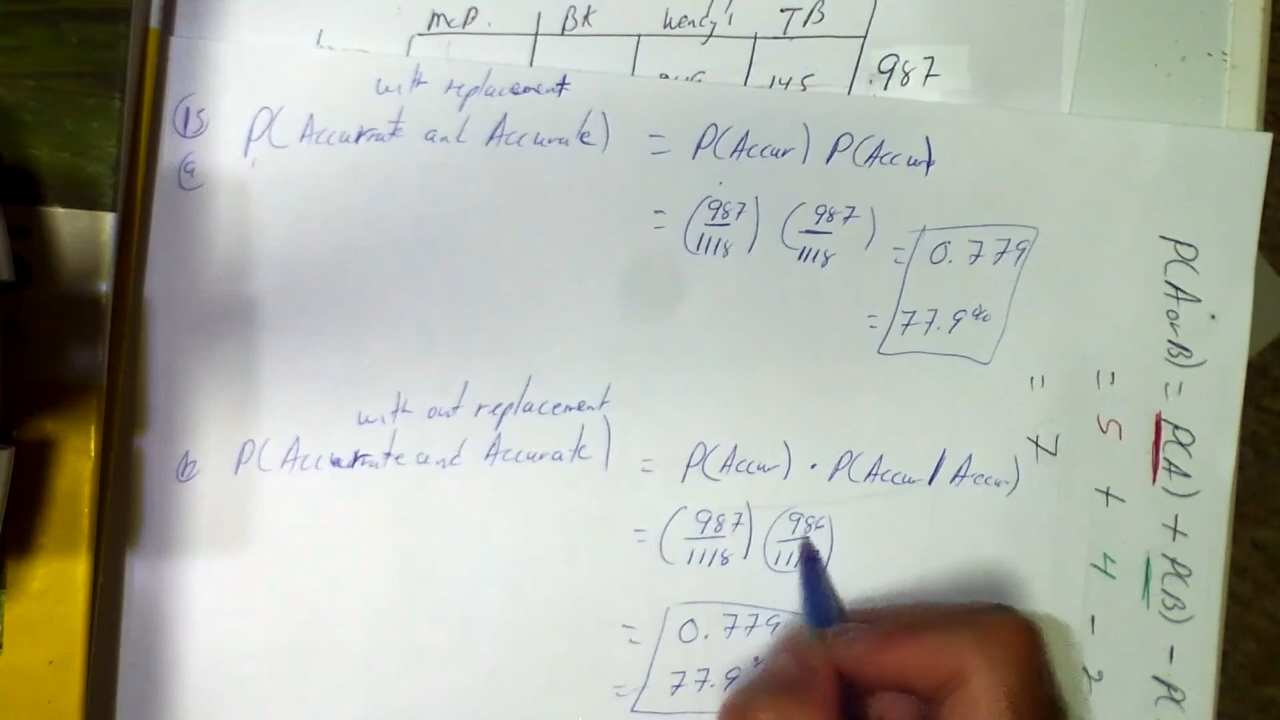 McD. BK Wendy's TB
145 987
with replacement
15 P(Accurate and Accurate) = P(Accur) P(Accur)
a
= (987/1118) (987/1118) = 0.779
= 77.9%
with out replacement
b P(Accurate and Accurate) = P(Accur) · P(Accur/Accur)
= (987/1118) (986/
= 0.779
= 77.9%
P(A or B) = P(A) + P(B) - P(
= 5 + 4 - 2
= 7